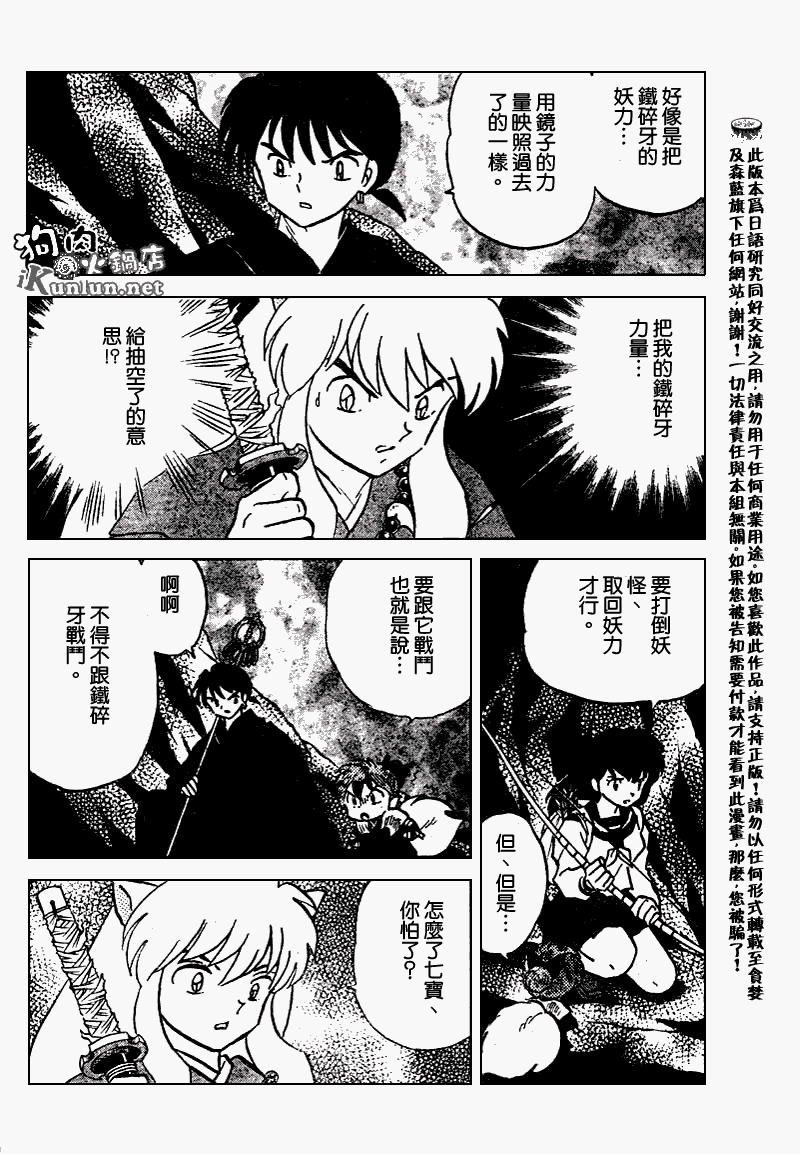 好像是把
鐵碎牙的
妖力…
用鏡子的力
量映照過去
了的一樣。
狗肉
火鍋店
iKunlun.net
把我的鐵碎牙
力量…
給抽空了的意
思!?
要打倒妖
怪、
取回妖力
才行。
但、但是…
要跟它戰鬥
也就是說…
啊啊
不得不跟鐵碎
牙戰鬥。
怎麼了七寶、
你怕了?
此版本爲日語研究同好交流之用,請勿用于任何商業用途。如您喜歡此作品,請支持正版!請勿以任何形式轉載至貪婪
及森藍旗下任何網站,謝謝!一切法律責任與本組無關。如果您被告知需要付款才能看到此漫畫,那麼,您被騙了!